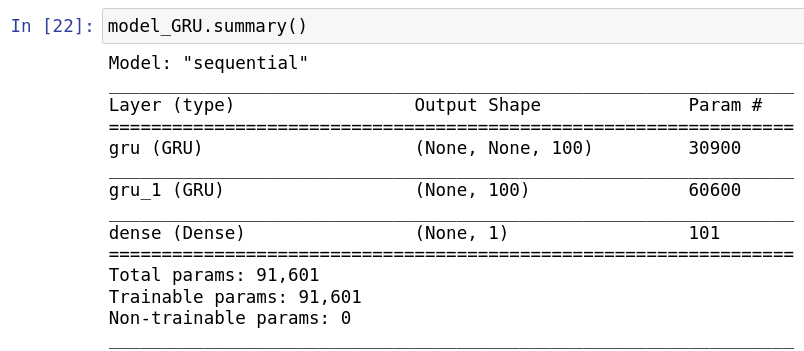 In [22]: model_GRU.summary()
Model: "sequential"
_________________________________________________________________
Layer (type)                 Output Shape              Param #
=================================================================
gru (GRU)                    (None, None, 100)         30900
_________________________________________________________________
gru_1 (GRU)                  (None, 100)               60600
_________________________________________________________________
dense (Dense)                (None, 1)                 101
=================================================================
Total params: 91,601
Trainable params: 91,601
Non-trainable params: 0
_________________________________________________________________